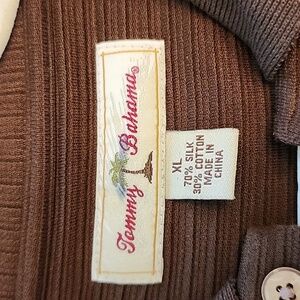 Tommy Bahama®
XL
70% SILK
30% COTTON
MADE IN
CHINA